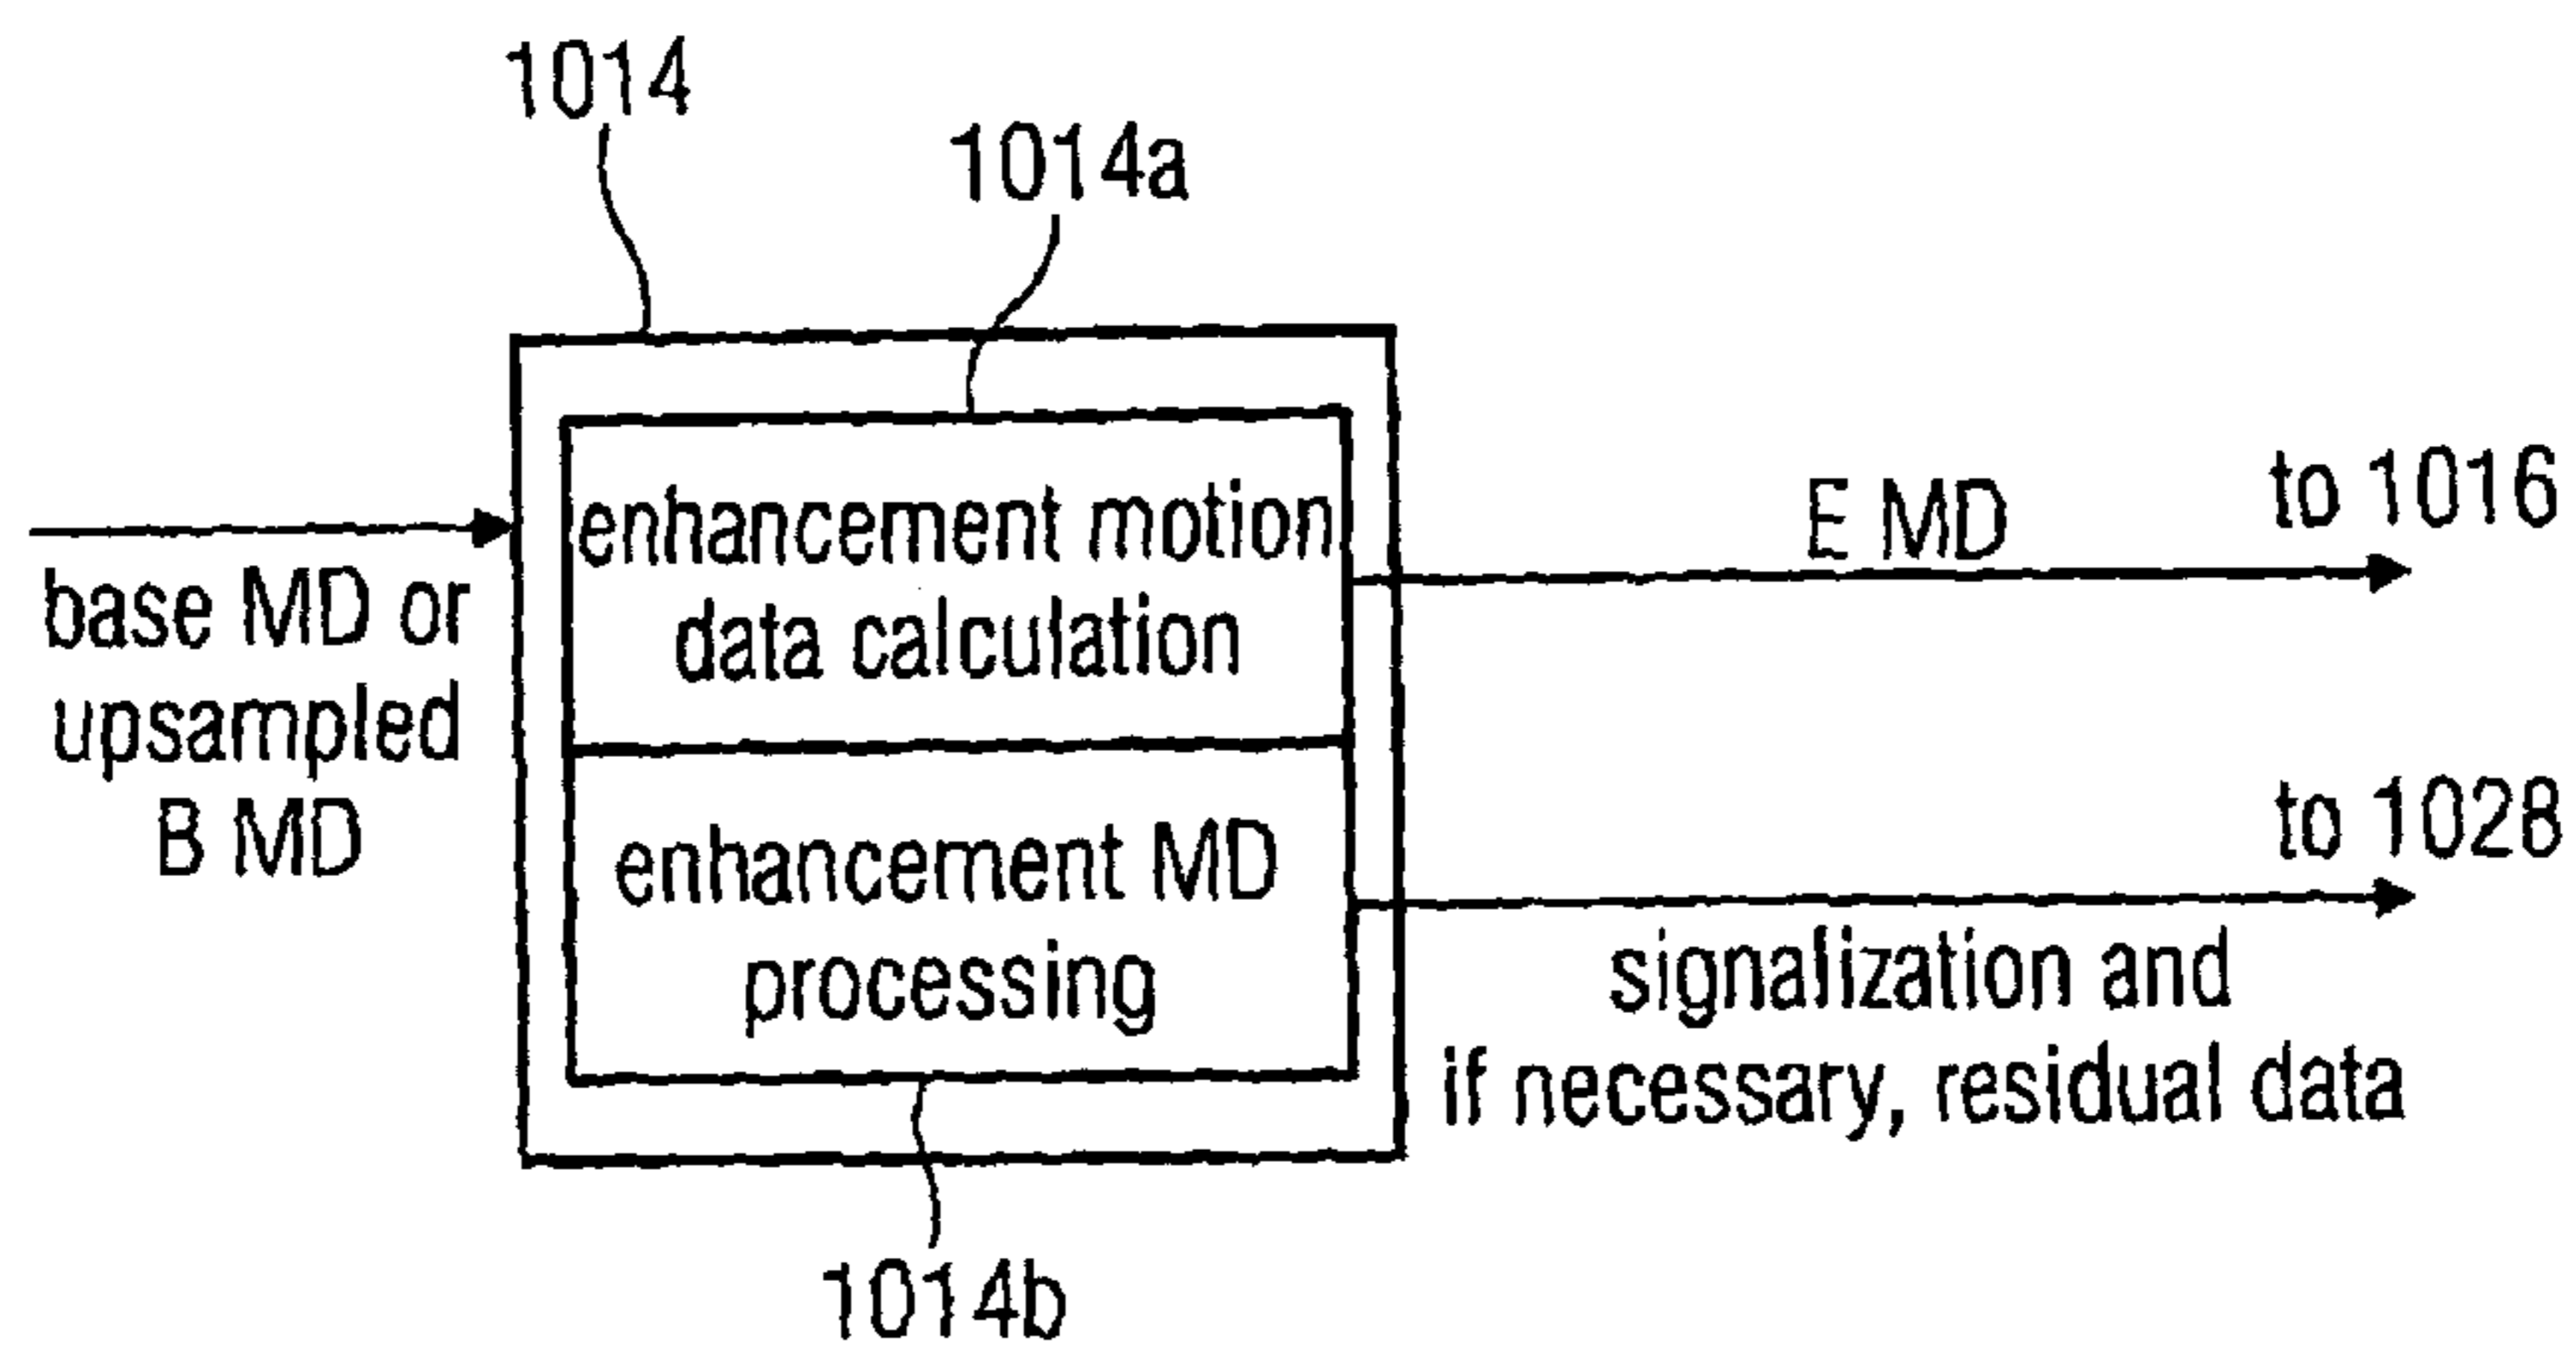 1014
1014a
enhancement motion
data calculation
base MD or
upsampled
B MD
E MD
to 1016
enhancement MD
processing
to 1028
signalization and
if necessary, residual data
1014b